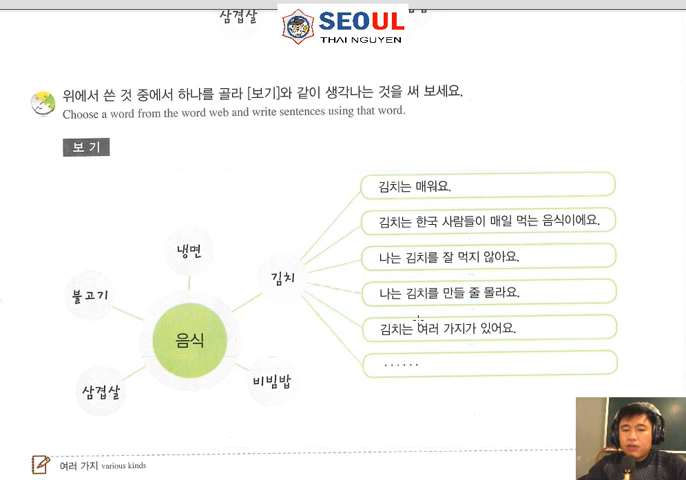 삼겹살
SEOUL
THAI NGUYEN
위에서 쓴 것 중에서 하나를 골라 [보기]와 같이 생각나는 것을 써 보세요.
Choose a word from the word web and write sentences using that word.
보 기
김치는 매워요.
김치는 한국 사람들이 매일 먹는 음식이에요.
냉면
나는 김치를 잘 먹지 않아요.
김치
불고기
나는 김치를 만들 줄 몰라요.
김치는 여러 가지가 있어요.
음식
······
삼겹살
비빔밥
여러 가지 various kinds